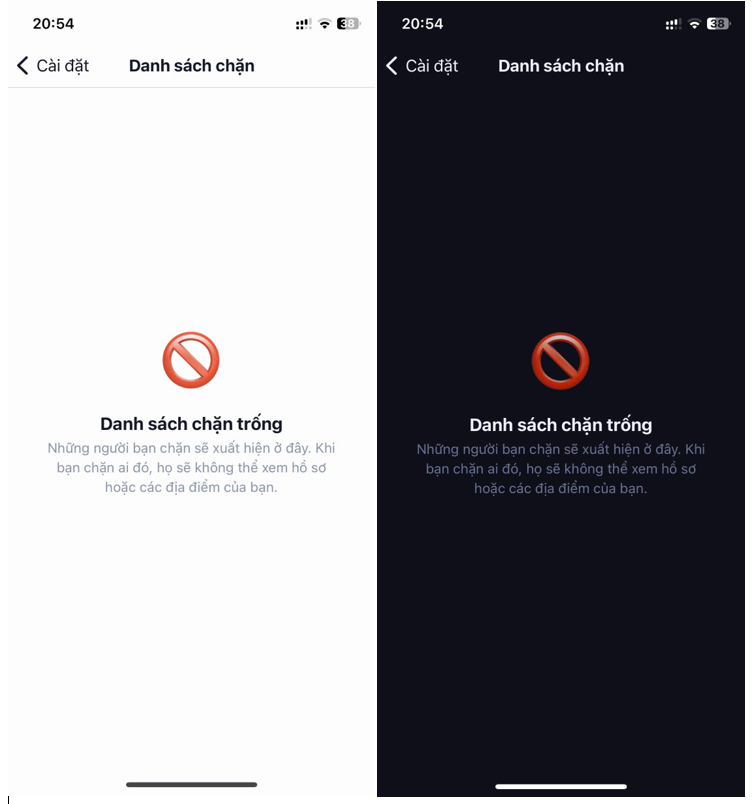 20:54
38
Cài đặt
Danh sách chặn
Danh sách chặn trống
Những người bạn chặn sẽ xuất hiện ở đây. Khi
bạn chặn ai đó, họ sẽ không thể xem hồ sơ
hoặc các địa điểm của bạn.
20:54
38
Cài đặt
Danh sách chặn
Danh sách chặn trống
Những người bạn chặn sẽ xuất hiện ở đây. Khi
bạn chặn ai đó, họ sẽ không thể xem hồ sơ
hoặc các địa điểm của bạn.